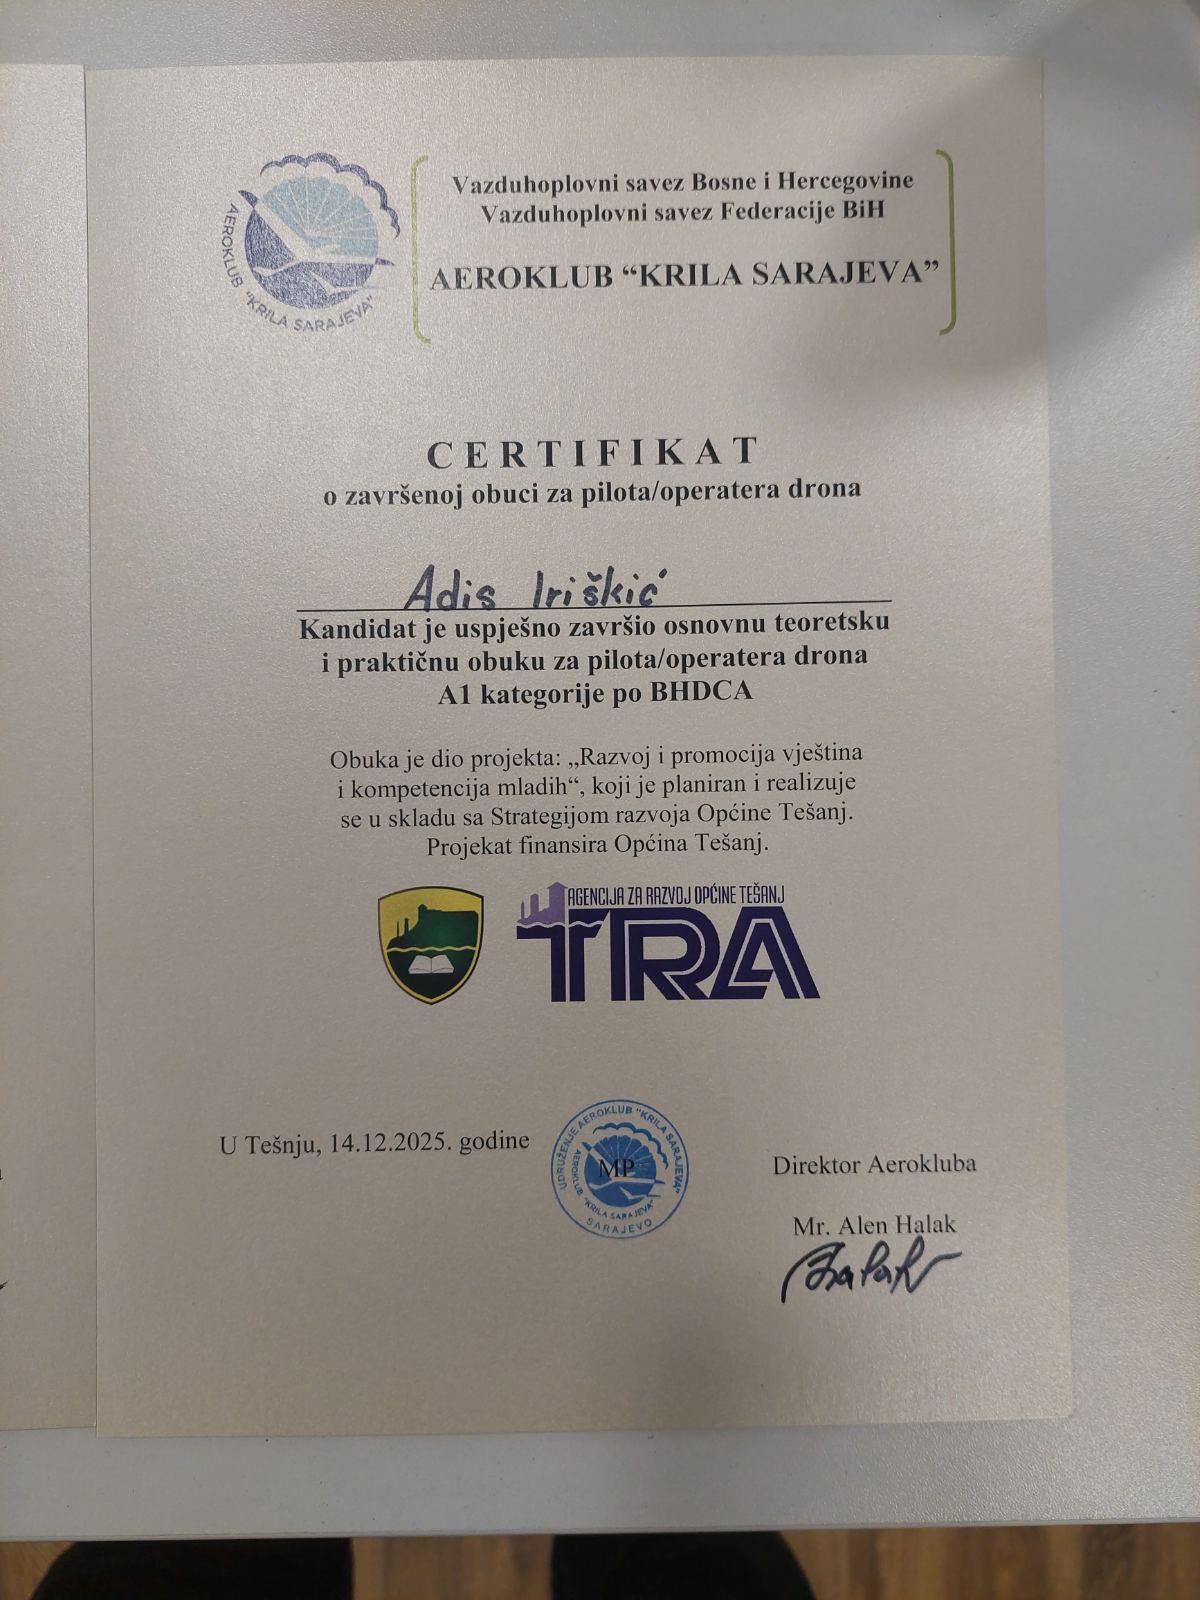 AEROKLUB "KRILA SARAJEVA"
Vazduhoplovni savez Bosne i Hercegovine
Vazduhoplovni savez Federacije BiH
AEROKLUB “KRILA SARAJEVA”
CERTIFIKAT
o završenoj obuci za pilota/operatera drona
Adis Iriškić
Kandidat je uspješno završio osnovnu teoretsku
i praktičnu obuku za pilota/operatera drona
A1 kategorije po BHDCA
Obuka je dio projekta: „Razvoj i promocija vještina
i kompetencija mladih“, koji je planiran i realizuje
se u skladu sa Strategijom razvoja Općine Tešanj.
Projekat finansira Općina Tešanj.
AGENCIJA ZA RAZVOJ OPĆINE TEŠANJ
TRA
U Tešnju, 14.12.2025. godine
UDRUŽENJE AEROKLUB "KRILA SARAJEVA"
SARAJEVO
AEROKLUB "KRILA SARAJEVA"
MP
Direktor Aerokluba
Mr. Alen Halak
Halak